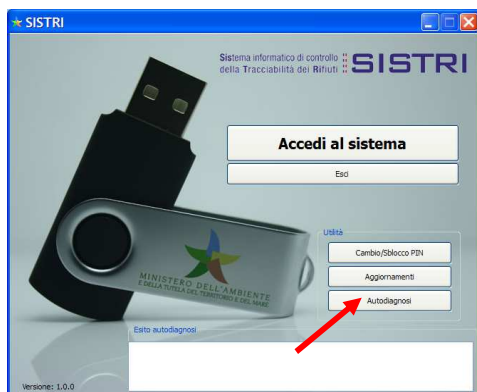 SISTRI
Sistema informatico di controllo
della Tracciabilità dei Rifiuti
SISTRI
Accedi al sistema
Esci
Utilità
Cambio/Sblocco PIN
Aggiornamenti
Autodiagnosi
MINISTERO DELL'AMBIENTE
E DELLA TUTELA DEL TERRITORIO E DEL MARE
Esito autodiagnosi
Versione: 1.0.0